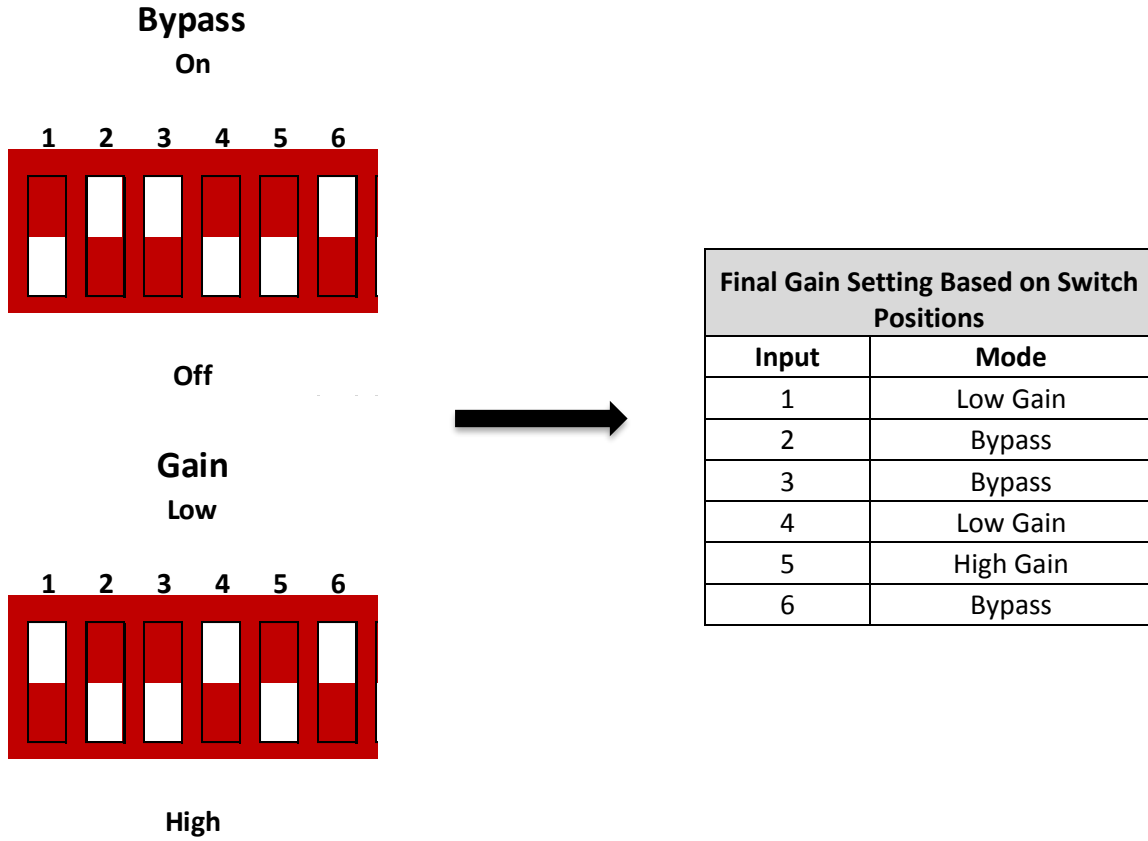 Bypass
On
1 2 3 4 5 6
Off
Gain
Low
1 2 3 4 5 6
High
Final Gain Setting Based on Switch
Positions
Input Mode
1 Low Gain
2 Bypass
3 Bypass
4 Low Gain
5 High Gain
6 Bypass